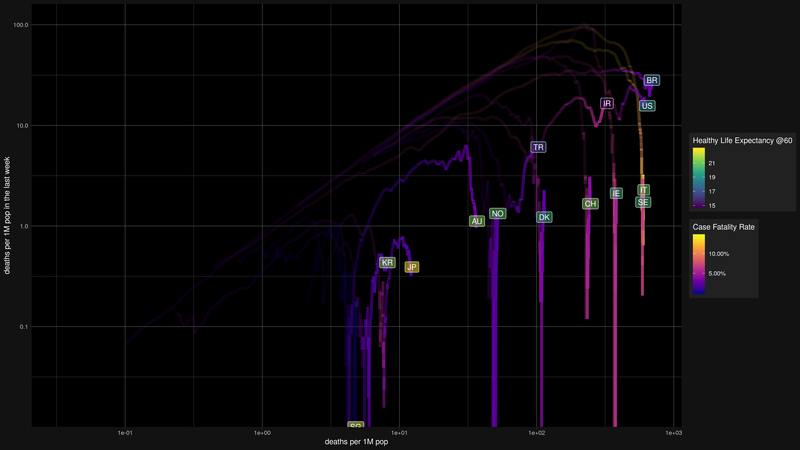 deaths per 1M pop in the last week
100.0
10.0
1.0
0.1
BR
US
IR
TR
IT
SE
IE
CH
DK
NO
AU
KR
JP
SG
1e-01
1e+00
1e+01
1e+02
1e+03
deaths per 1M pop
Healthy Life Expectancy @60
21
19
17
15
Case Fatality Rate
10.00%
5.00%